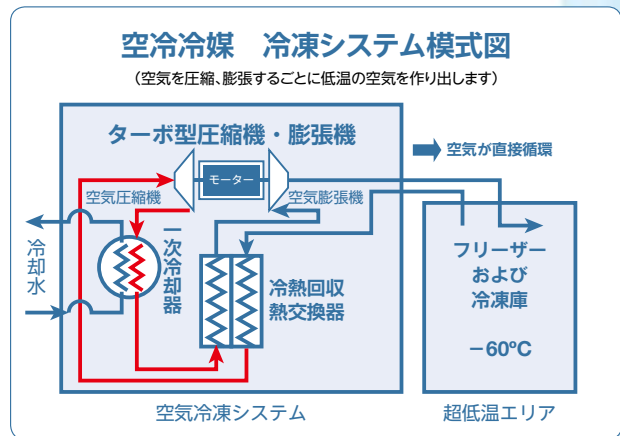 空冷冷媒　冷凍システム模式図
（空気を圧縮、膨張するごとに低温の空気を作り出します）
ターボ型圧縮機・膨張機
空気が直接循環
モーター
空気圧縮機
空気膨張機
冷却水
一次冷却器
冷熱回収
熱交換器
フリーザー
および
冷凍庫
－60℃
空気冷凍システム
超低温エリア